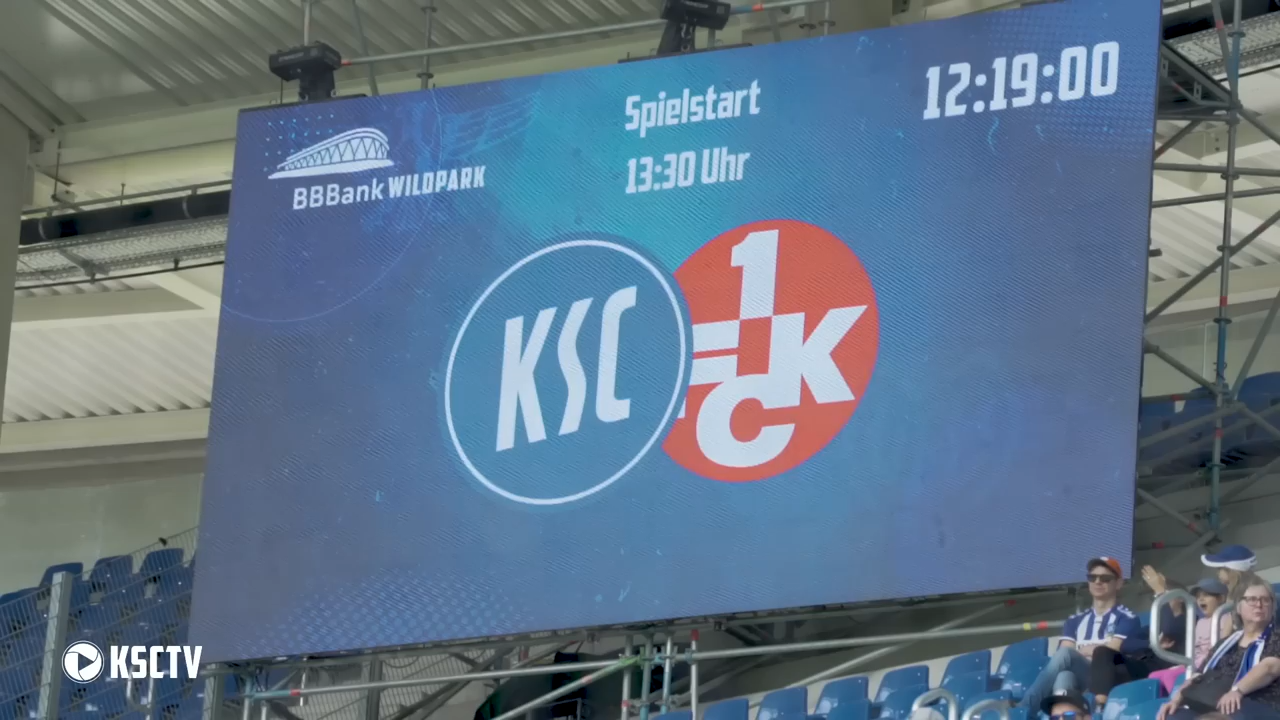 Spielstart
12:19:00
13:30 Uhr
BBBank WILDPARK
KSC
1
FCK
KSCTV